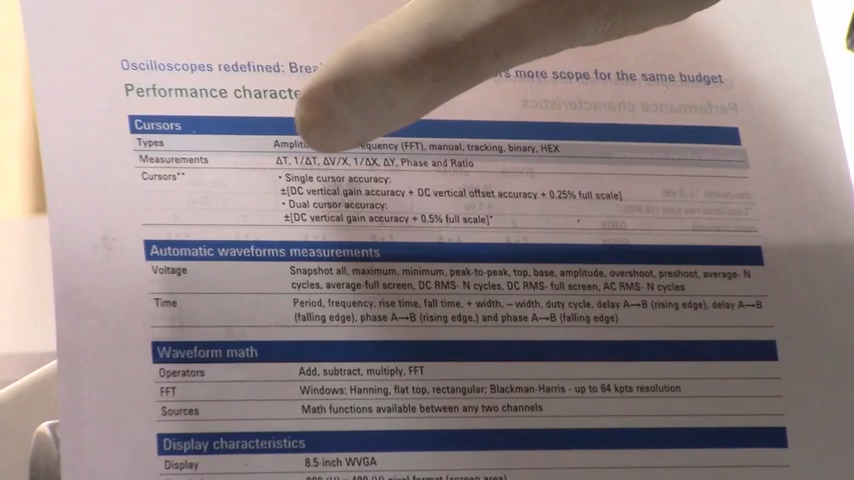 Oscilloscopes redefined: more scope for the same budget
Performance
Cursors
Types (FFT), manual, tracking, binary, HEX
Measurements ΔT, 1/ΔT, ΔV/X, 1/ΔX, ΔY, Phase and Ratio
Cursors** • Single cursor accuracy:
±[DC vertical gain accuracy + DC vertical offset accuracy + 0.25% full scale]
• Dual cursor accuracy:
±[DC vertical gain accuracy + 0.5% full scale]*
Automatic waveforms measurements
Voltage Snapshot all, maximum, minimum, peak-to-peak, top, base, amplitude, overshoot, preshoot, average- N
cycles, average-full screen, DC RMS- N cycles, DC RMS- full screen, AC RMS- N cycles
Time Period, frequency, rise time, fall time, + width, – width, duty cycle, delay A→B (rising edge), delay A→B
(falling edge), phase A→B (rising edge,) and phase A→B (falling edge)
Waveform math
Operators Add, subtract, multiply, FFT
FFT Windows: Hanning, flat top, rectangular; Blackman-Harris - up to 64 kpts resolution
Sources Math functions available between any two channels
Display characteristics
Display 8.5-inch WVGA